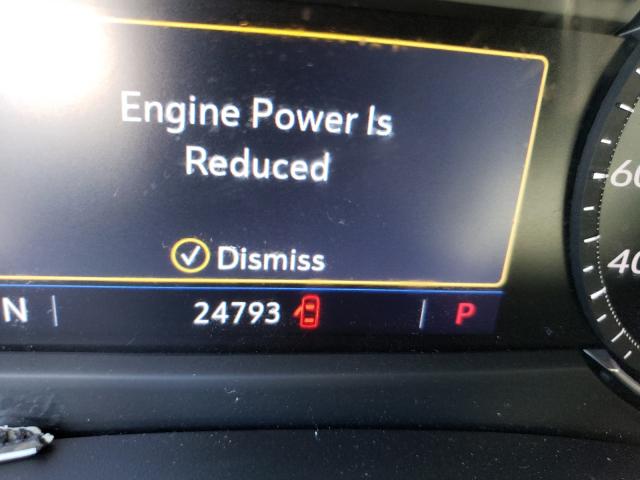 Engine Power Is
Reduced
Dismiss
N 24793 P
60
40